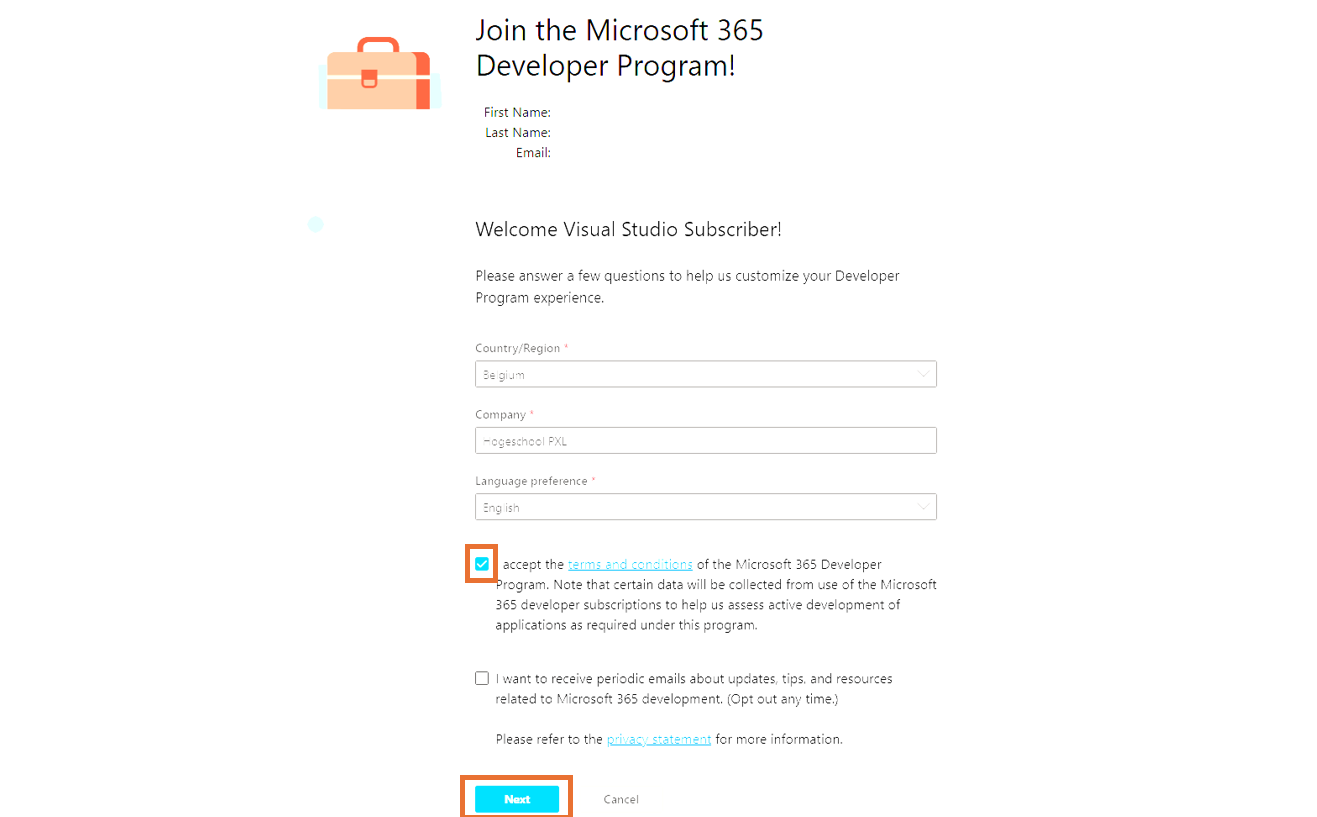 Join the Microsoft 365
Developer Program!
First Name:
Last Name:
Email:
Welcome Visual Studio Subscriber!
Please answer a few questions to help us customize your Developer
Program experience.
Country/Region *
Belgium
Company *
Hogeschool PXL
Language preference *
English
accept the terms and conditions of the Microsoft 365 Developer
Program. Note that certain data will be collected from use of the Microsoft
365 developer subscriptions to help us assess active development of
applications as required under this program.
I want to receive periodic emails about updates, tips, and resources
related to Microsoft 365 development. (Opt out any time.)
Please refer to the privacy statement for more information.
Next
Cancel